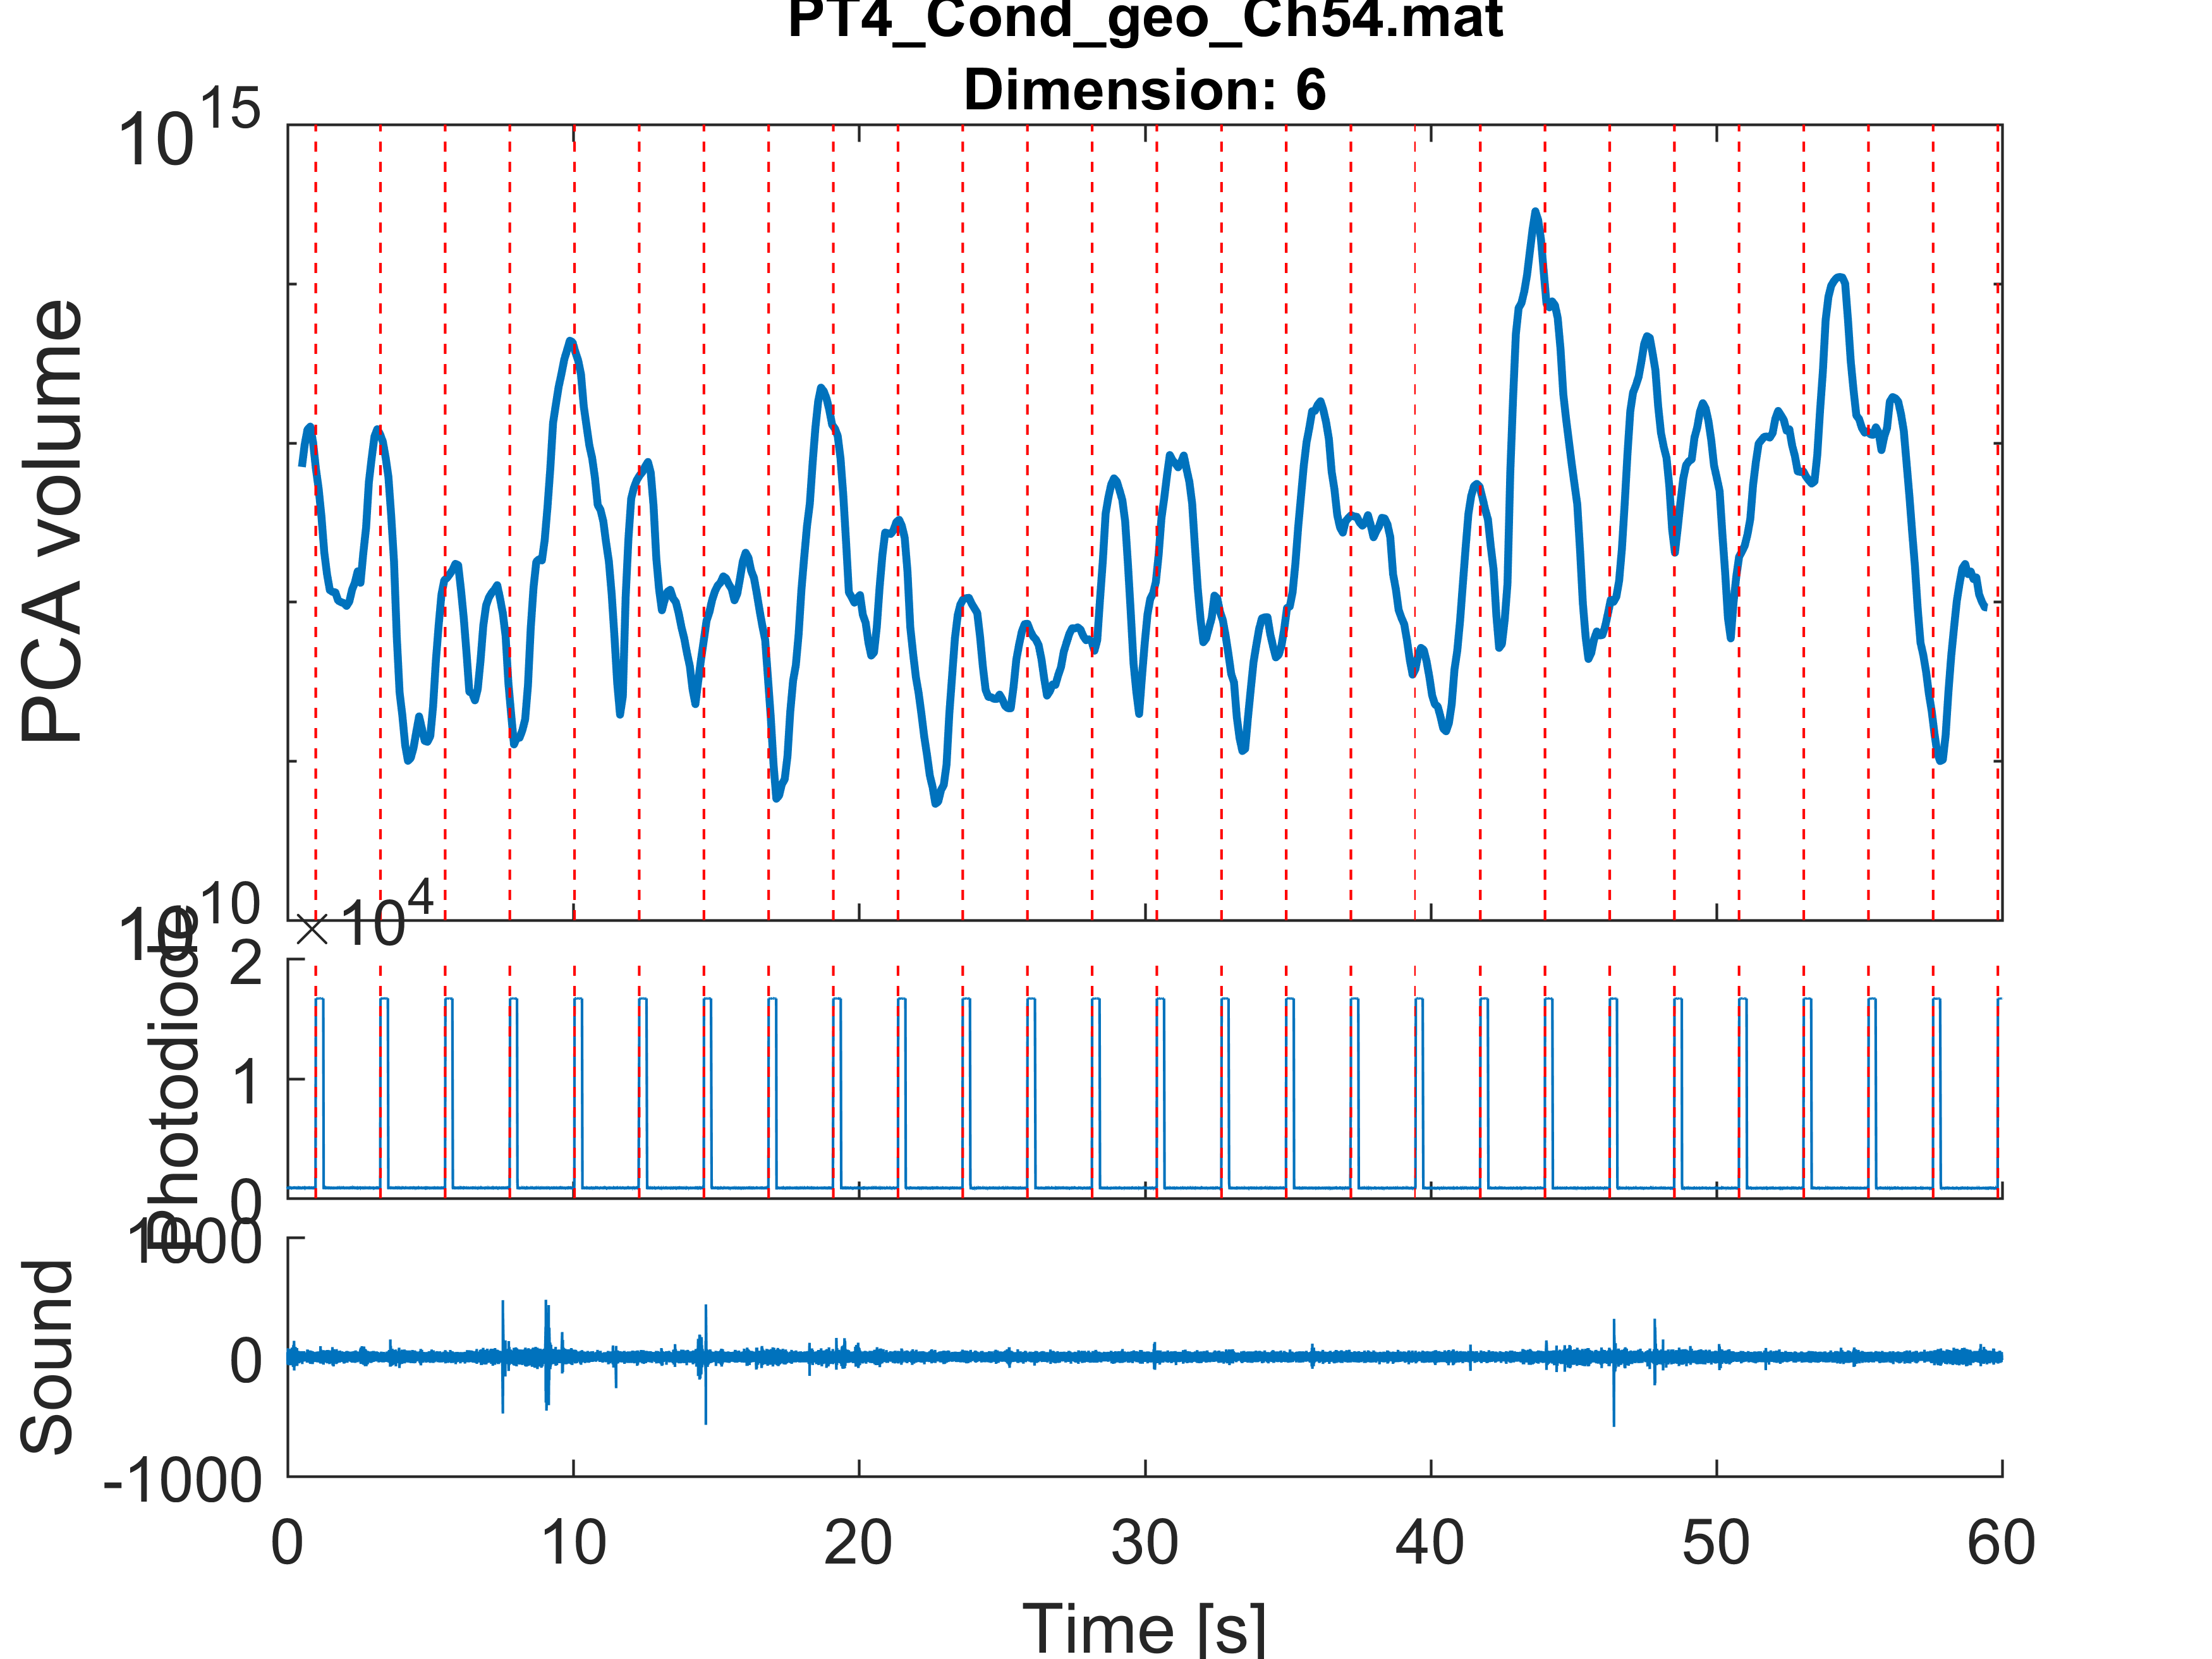 PT4_Cond_geo_Ch54.mat
Dimension: 6
10^15
PCA volume
10^10
× 10^4
2
Photodiode
1
0
1000
Sound
0
-1000
0 10 20 30 40 50 60
Time [s]